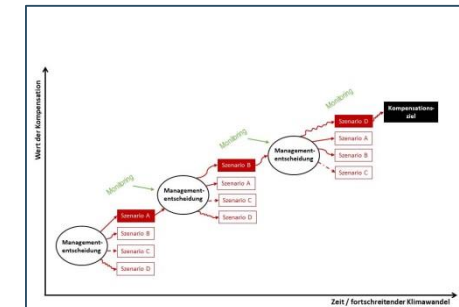 Wert der Kompensation
Monitoring
Szenario D
Kompensations-
ziel
Monitoring
Management-
entscheidung
Szenario A
Szenario B
Szenario C
Monitoring
Management-
entscheidung
Szenario B
Szenario A
Szenario C
Szenario D
Management-
entscheidung
Szenario A
Szenario B
Szenario C
Szenario D
Zeit / fortschreitender Klimawandel